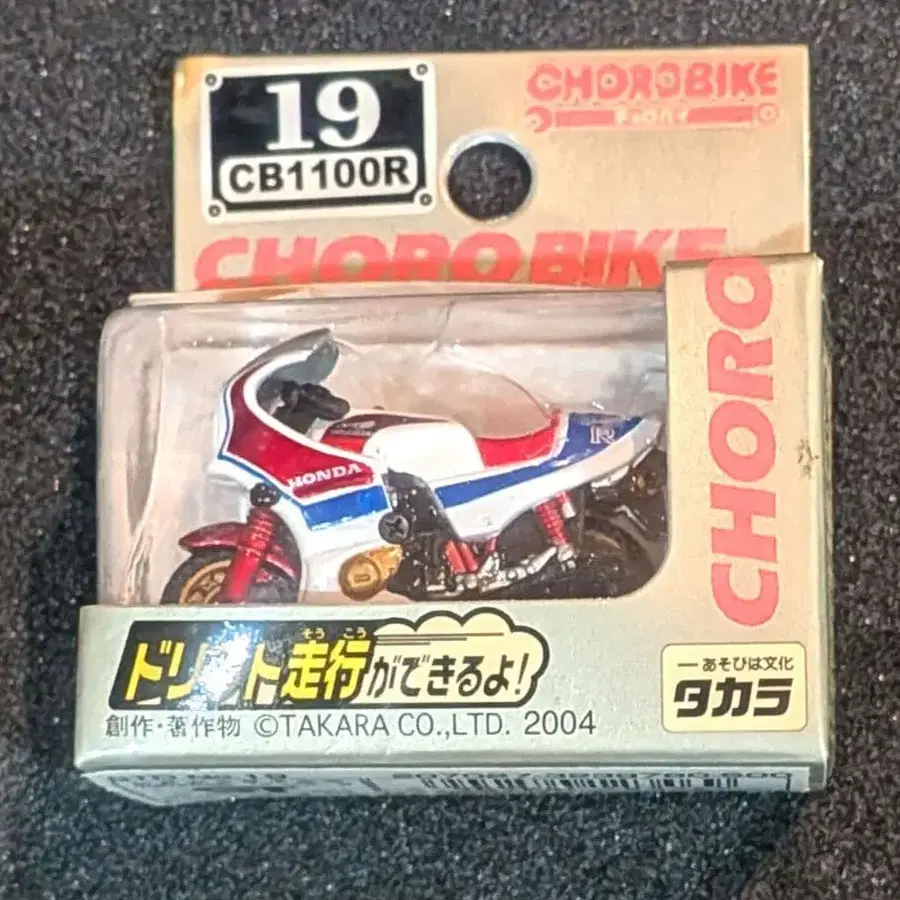 19
CB1100R
CHOROBIKE
チョロバイ
CHORO BIKE
CHORO
HONDA
R
ドリフト走行ができるよ!
そう こう
創作・著作物 ©TAKARA CO.,LTD. 2004
あそびは文化
タカラ